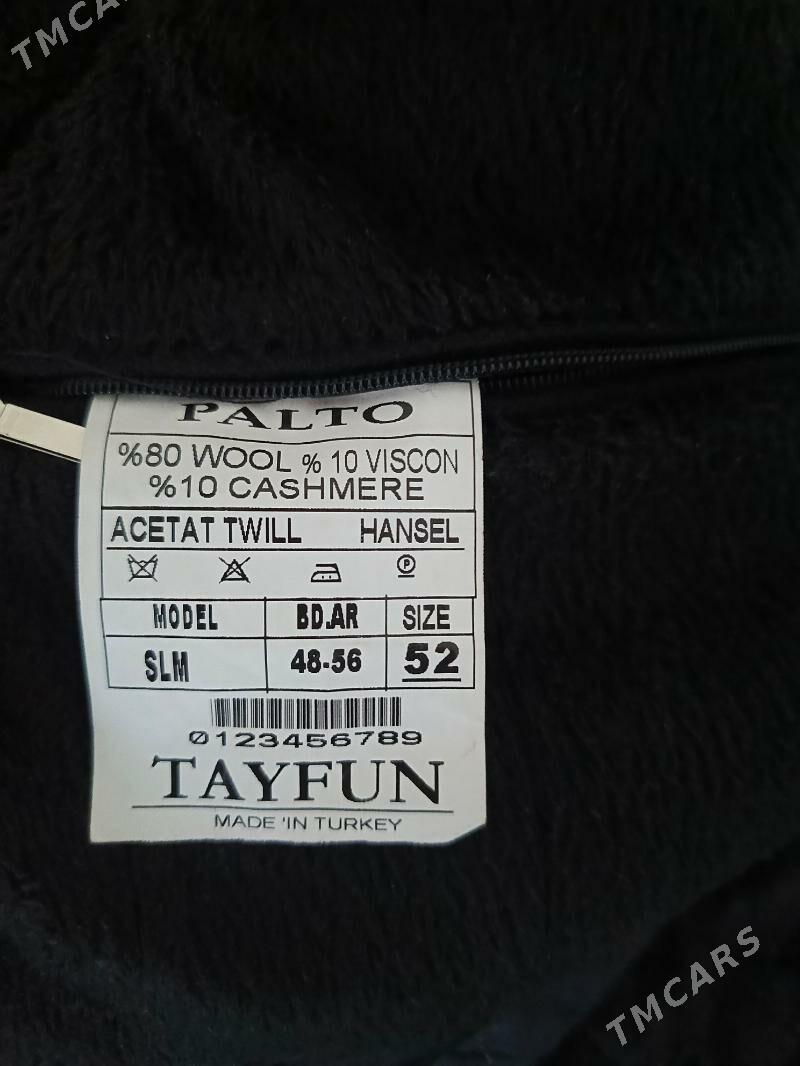 TMCARS
PALTO
%80 WOOL % 10 VISCON
%10 CASHMERE
ACETAT TWILL HANSEL
P
MODEL BD.AR SIZE
SLM 48-56 52
0123456789
TAYFUN
MADE 'IN TURKEY
TMCARS